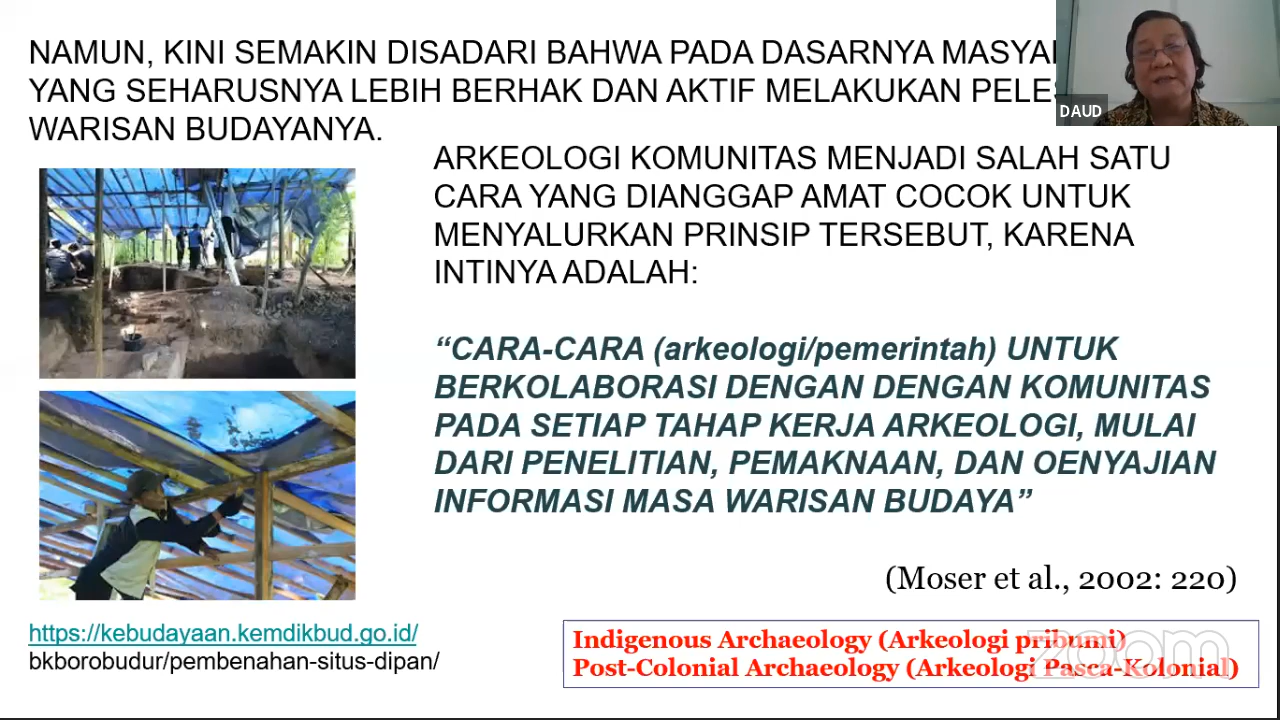 NAMUN, KINI SEMAKIN DISADARI BAHWA PADA DASARNYA
YANG SEHARUSNYA LEBIH BERHAK DAN AKTIF MELAKUKAN
WARISAN BUDAYANYA.
DAUD
ARKEOLOGI KOMUNITAS MENJADI SALAH SATU
CARA YANG DIANGGAP AMAT COCOK UNTUK
MENYALURKAN PRINSIP TERSEBUT, KARENA
INTINYA ADALAH:
“CARA-CARA (arkeologi/pemerintah) UNTUK
BERKOLABORASI DENGAN DENGAN KOMUNITAS
PADA SETIAP TAHAP KERJA ARKEOLOGI, MULAI
DARI PENELITIAN, PEMAKNAAN, DAN OENYAJIAN
INFORMASI MASA WARISAN BUDAYA”
(Moser et al., 2002: 220)
https://kebudayaan.kemdikbud.go.id/
bkborobudur/pembenahan-situs-dipan/
Indigenous Archaeology (Arkeologi pribumi)
Post-Colonial Archaeology (Arkeologi Pasca-Kolonial)
zoom